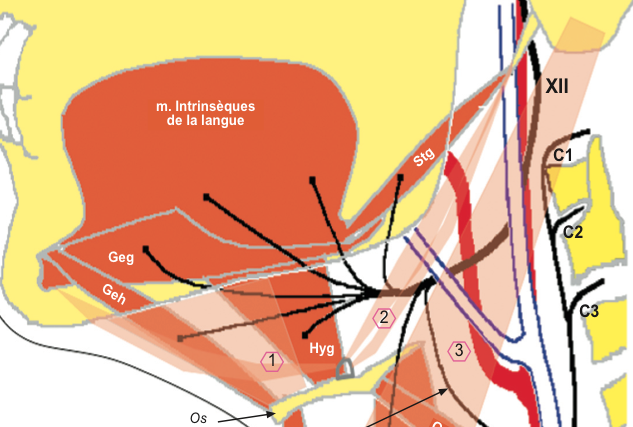 XII
m. Intrinsèques
de la langue
Stg
C1
C2
Geg
Geh
C3
2
3
1
Hyg
Os